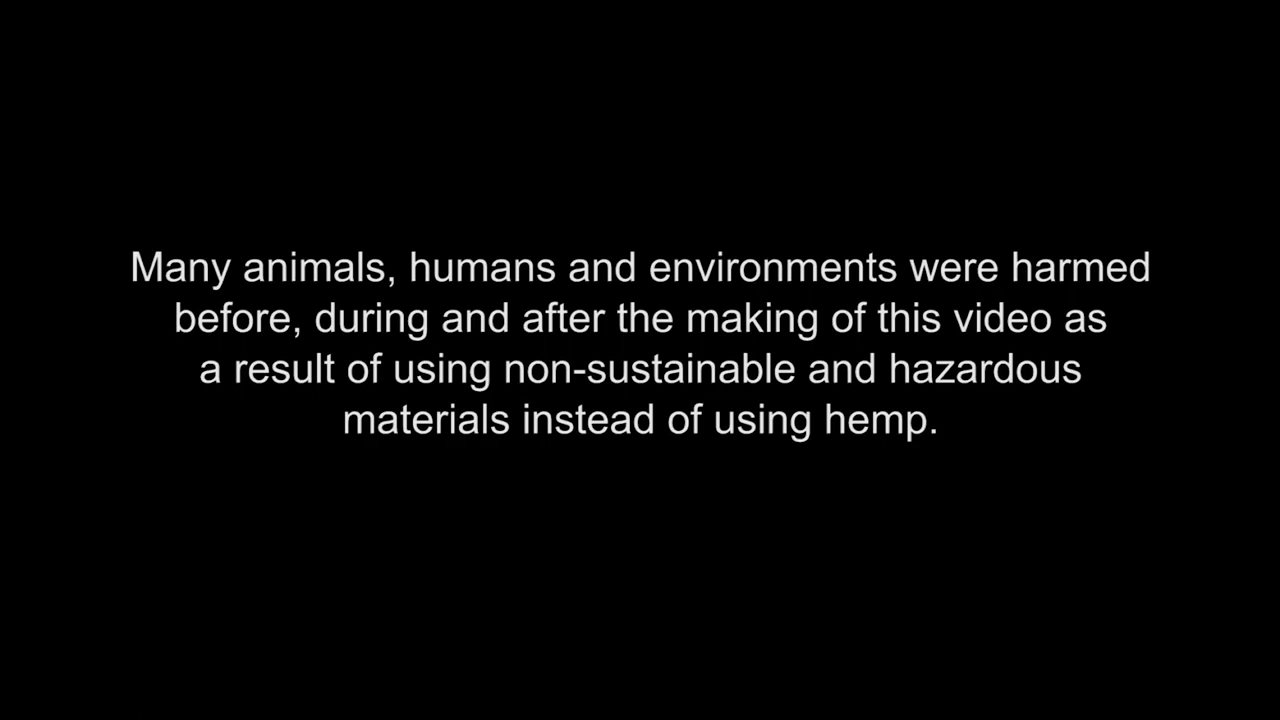 Many animals, humans and environments were harmed
before, during and after the making of this video as
a result of using non-sustainable and hazardous
materials instead of using hemp.